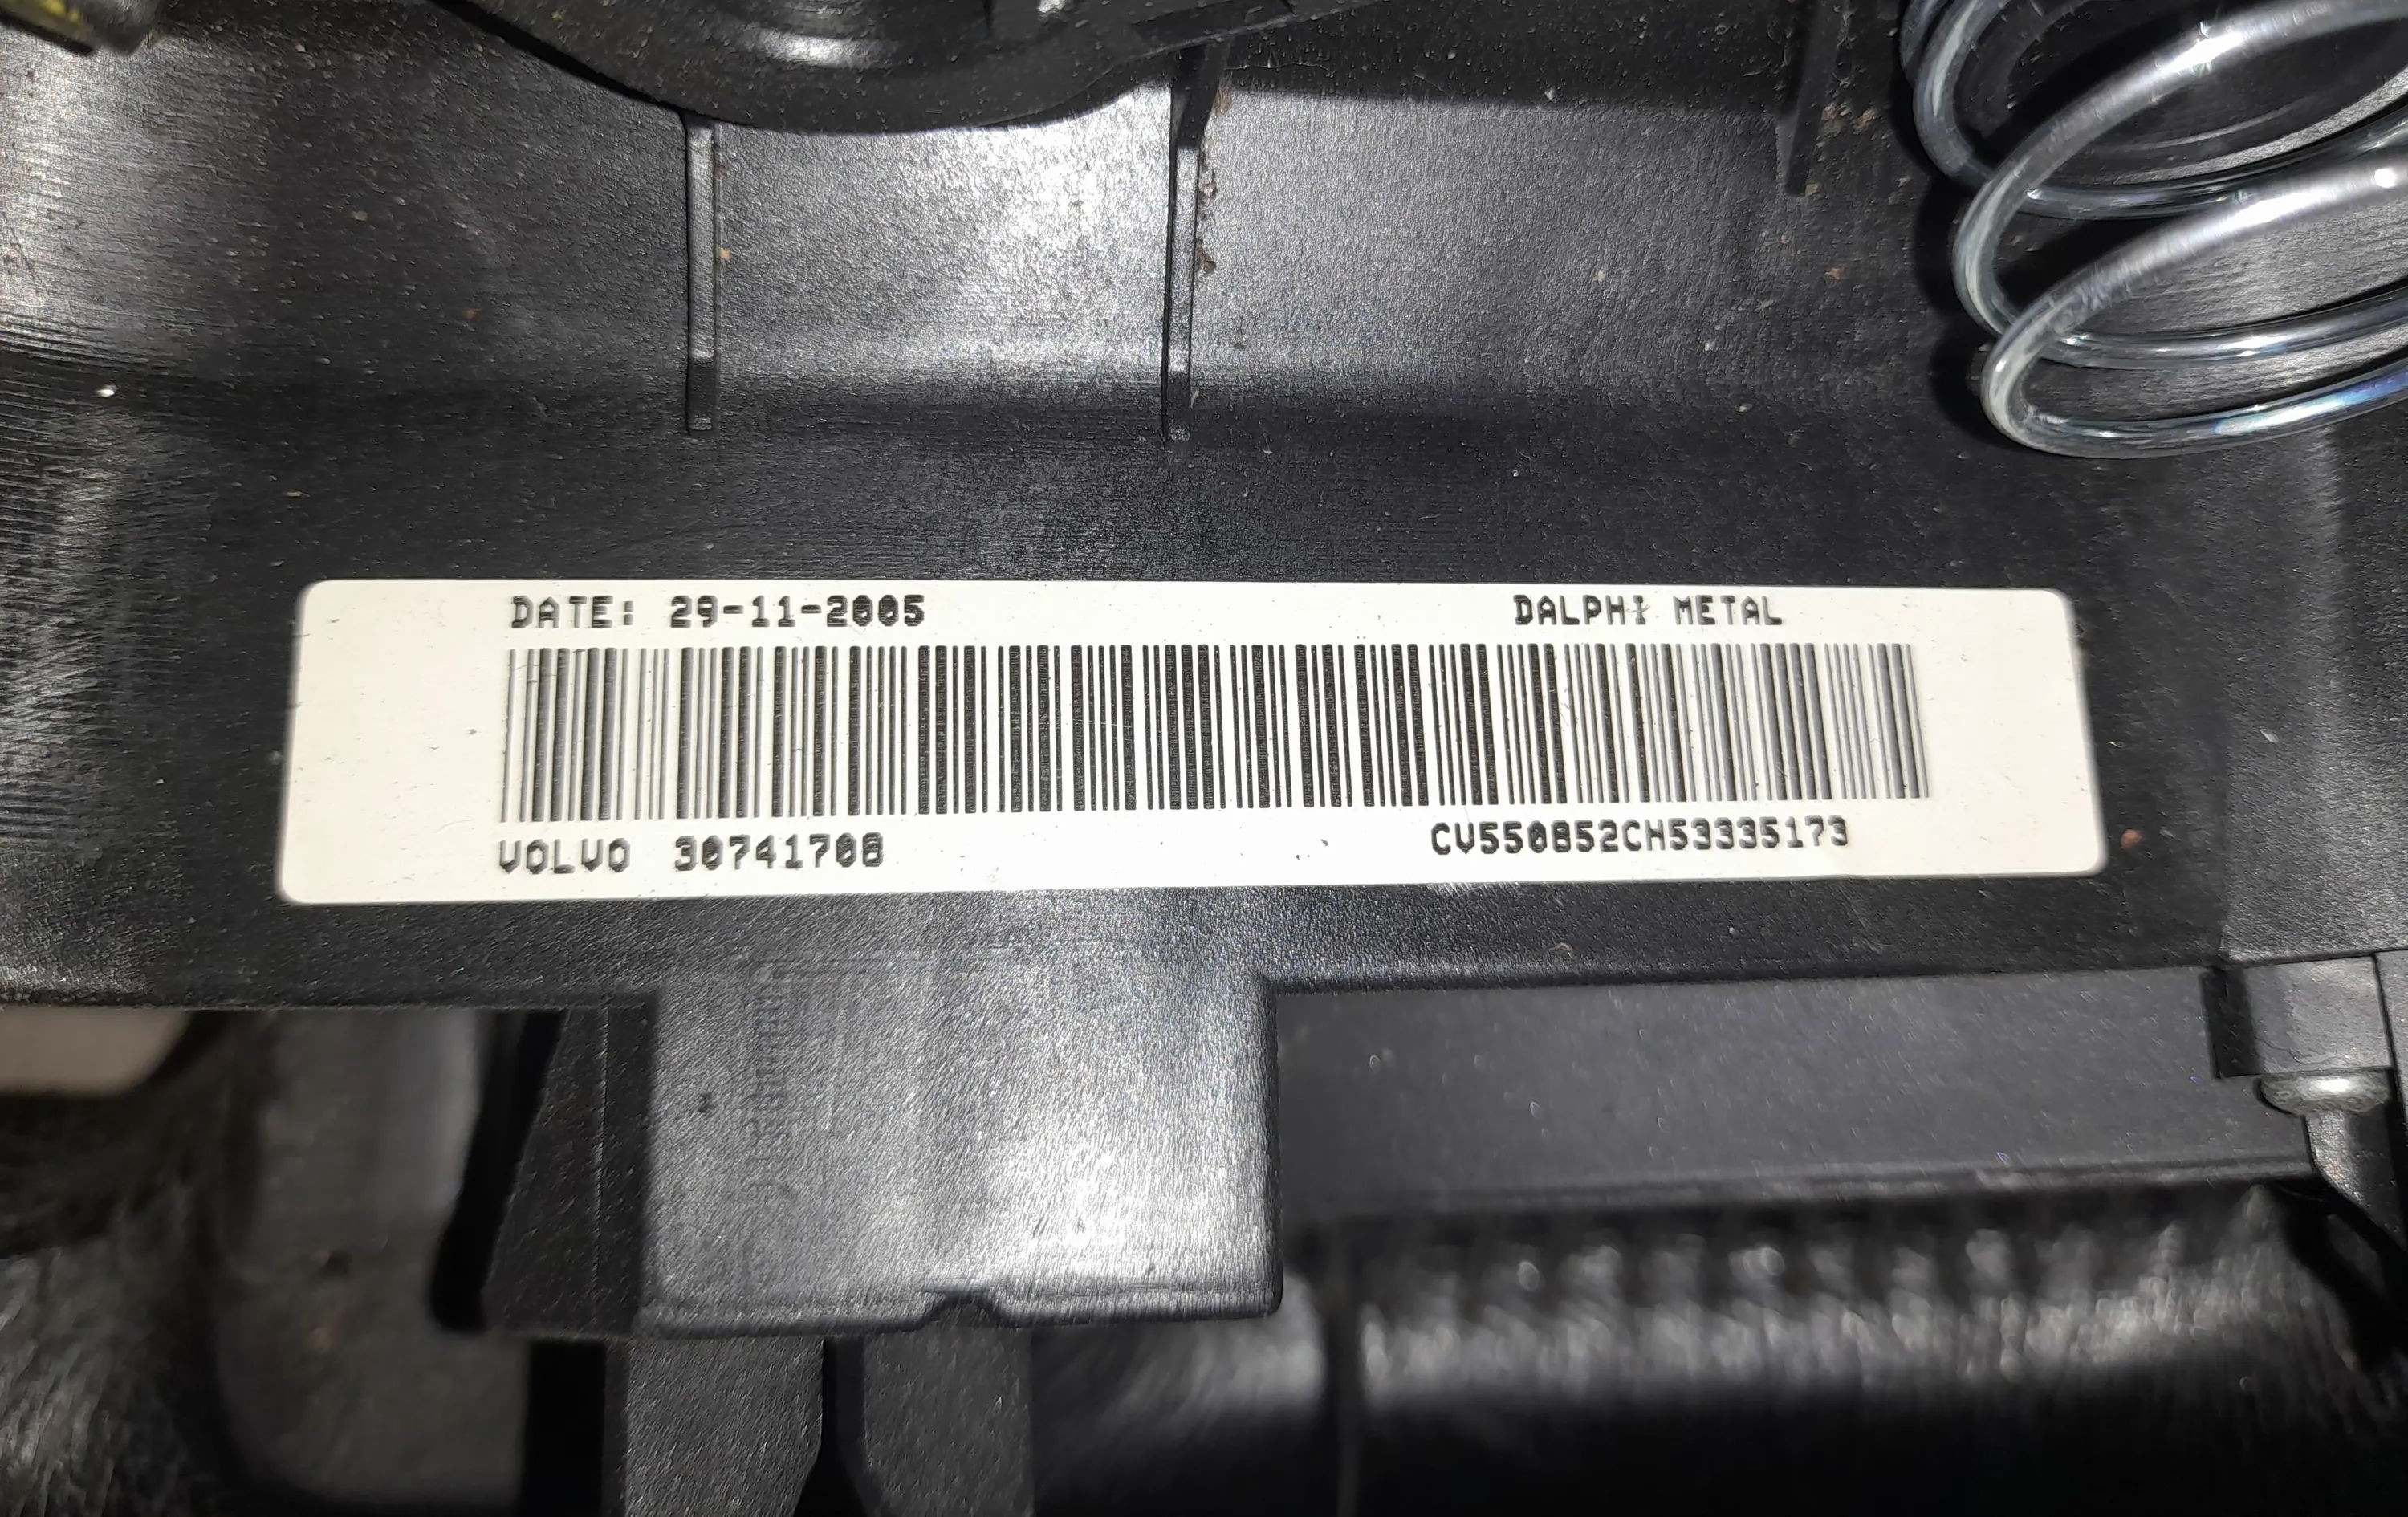 DATE: 29-11-2005
DALPHI METAL
VOLVO 30741708
CV550852CH53335173